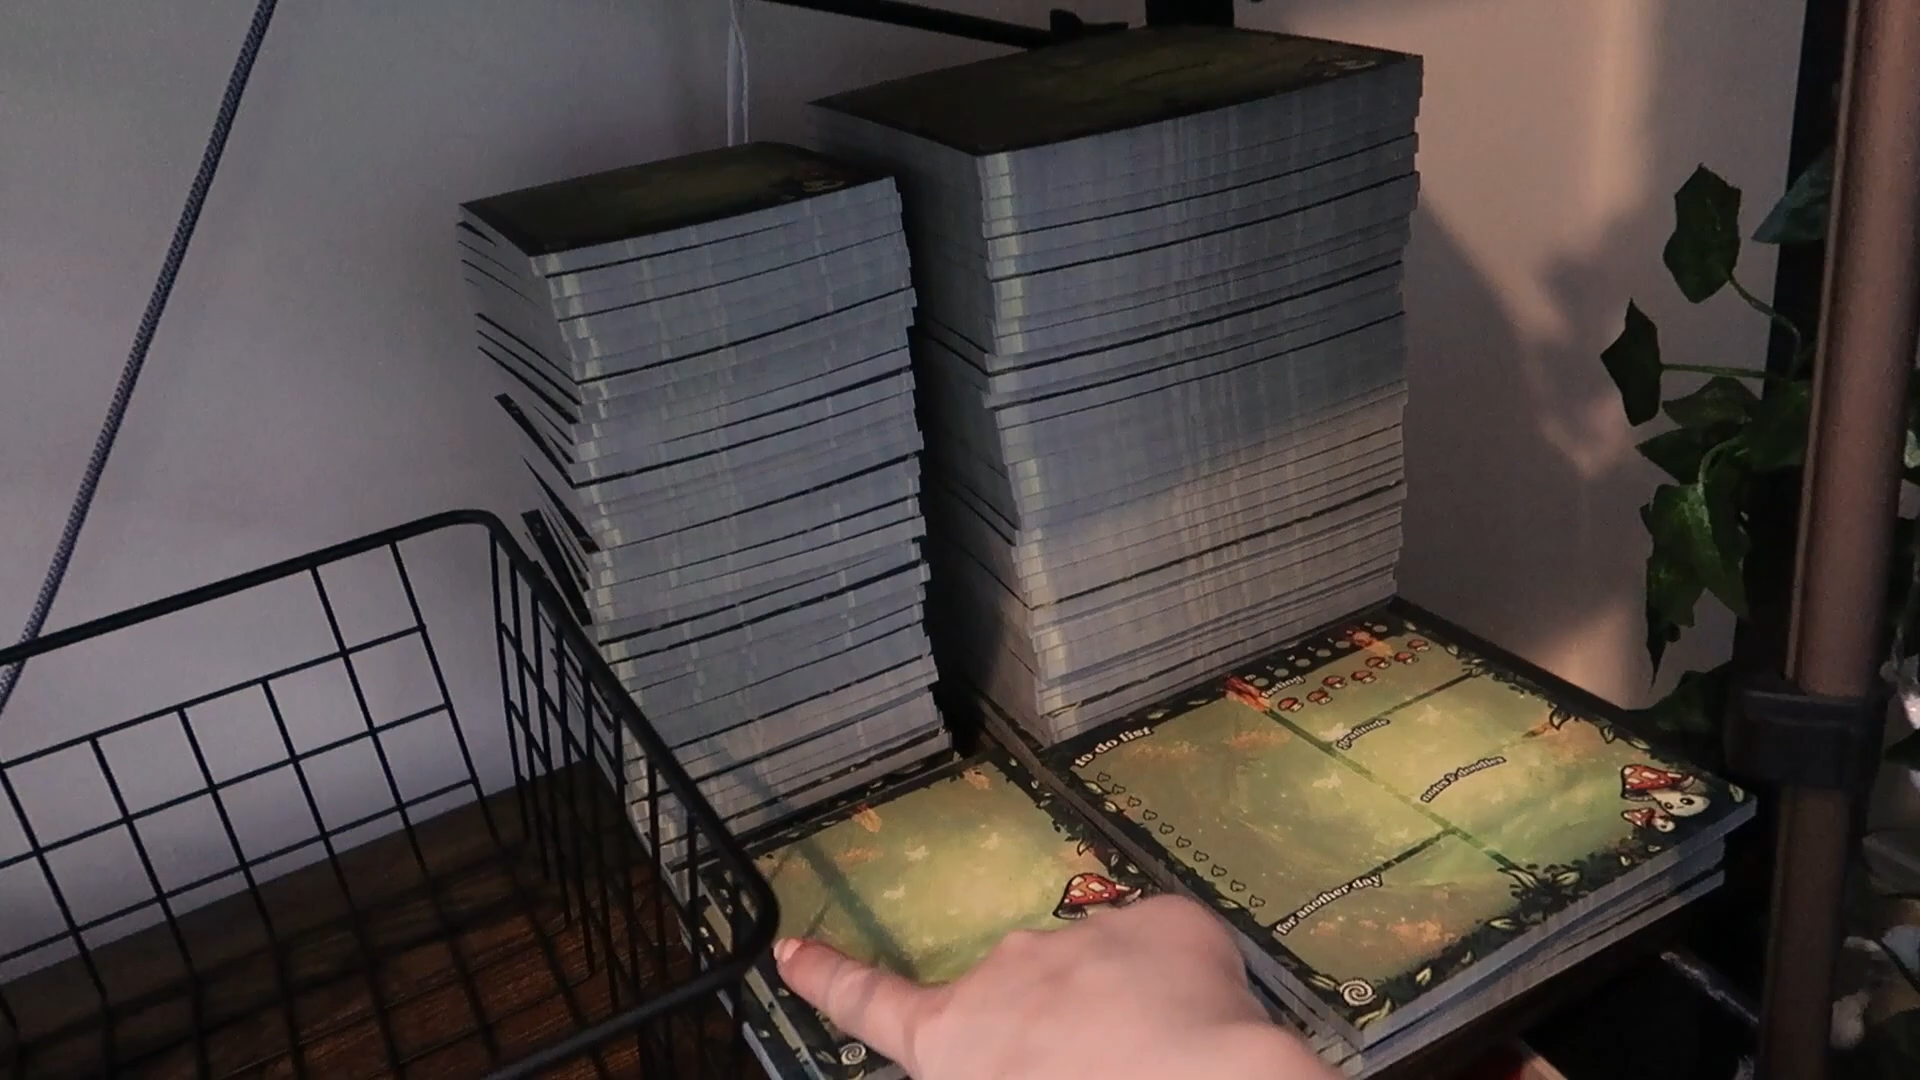 feeling
to-do list
gratitude
notes & doodles
for another day